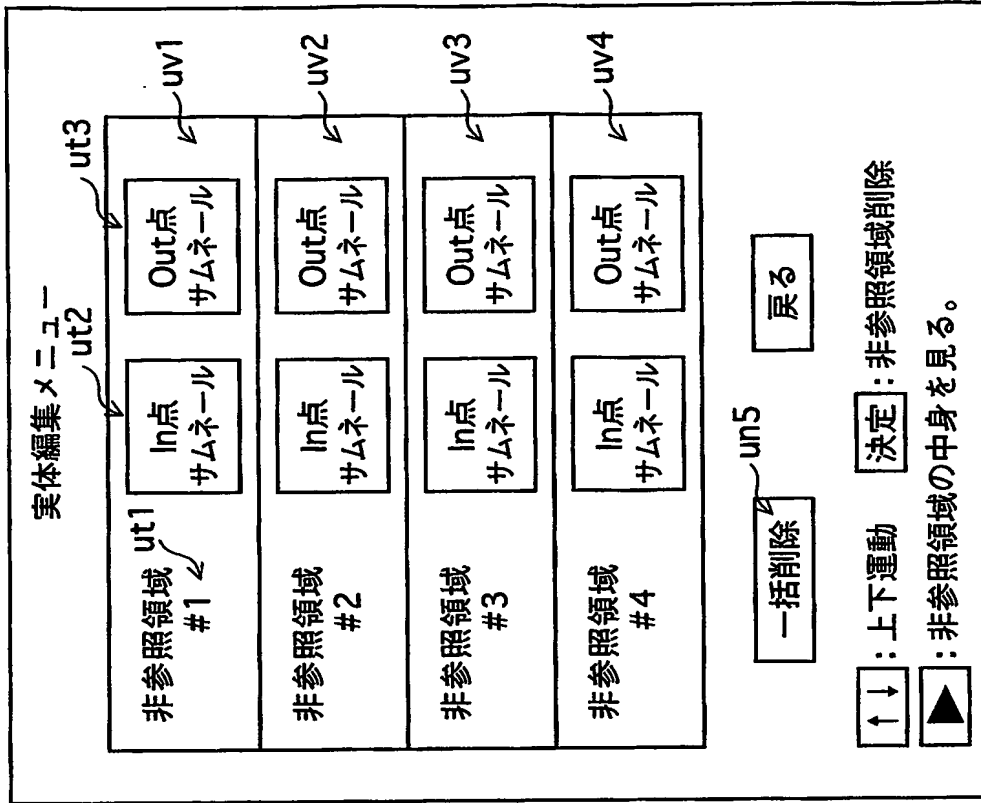 実体編集メニュー
ut1
ut2
ut3
非参照領域
#1
In点
サムネール
Out点
サムネール
uv1
非参照領域
#2
In点
サムネール
Out点
サムネール
uv2
非参照領域
#3
In点
サムネール
Out点
サムネール
uv3
非参照領域
#4
In点
サムネール
Out点
サムネール
uv4
un5
一括削除
戻る
↑↓ :上下運動
決定 :非参照領域削除
▶ :非参照領域の中身を見る。